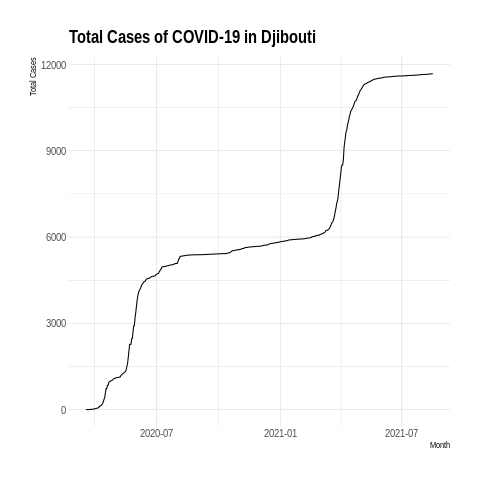 Total Cases of COVID-19 in Djibouti
Total Cases
12000
9000
6000
3000
0
2020-07
2021-01
2021-07
Month